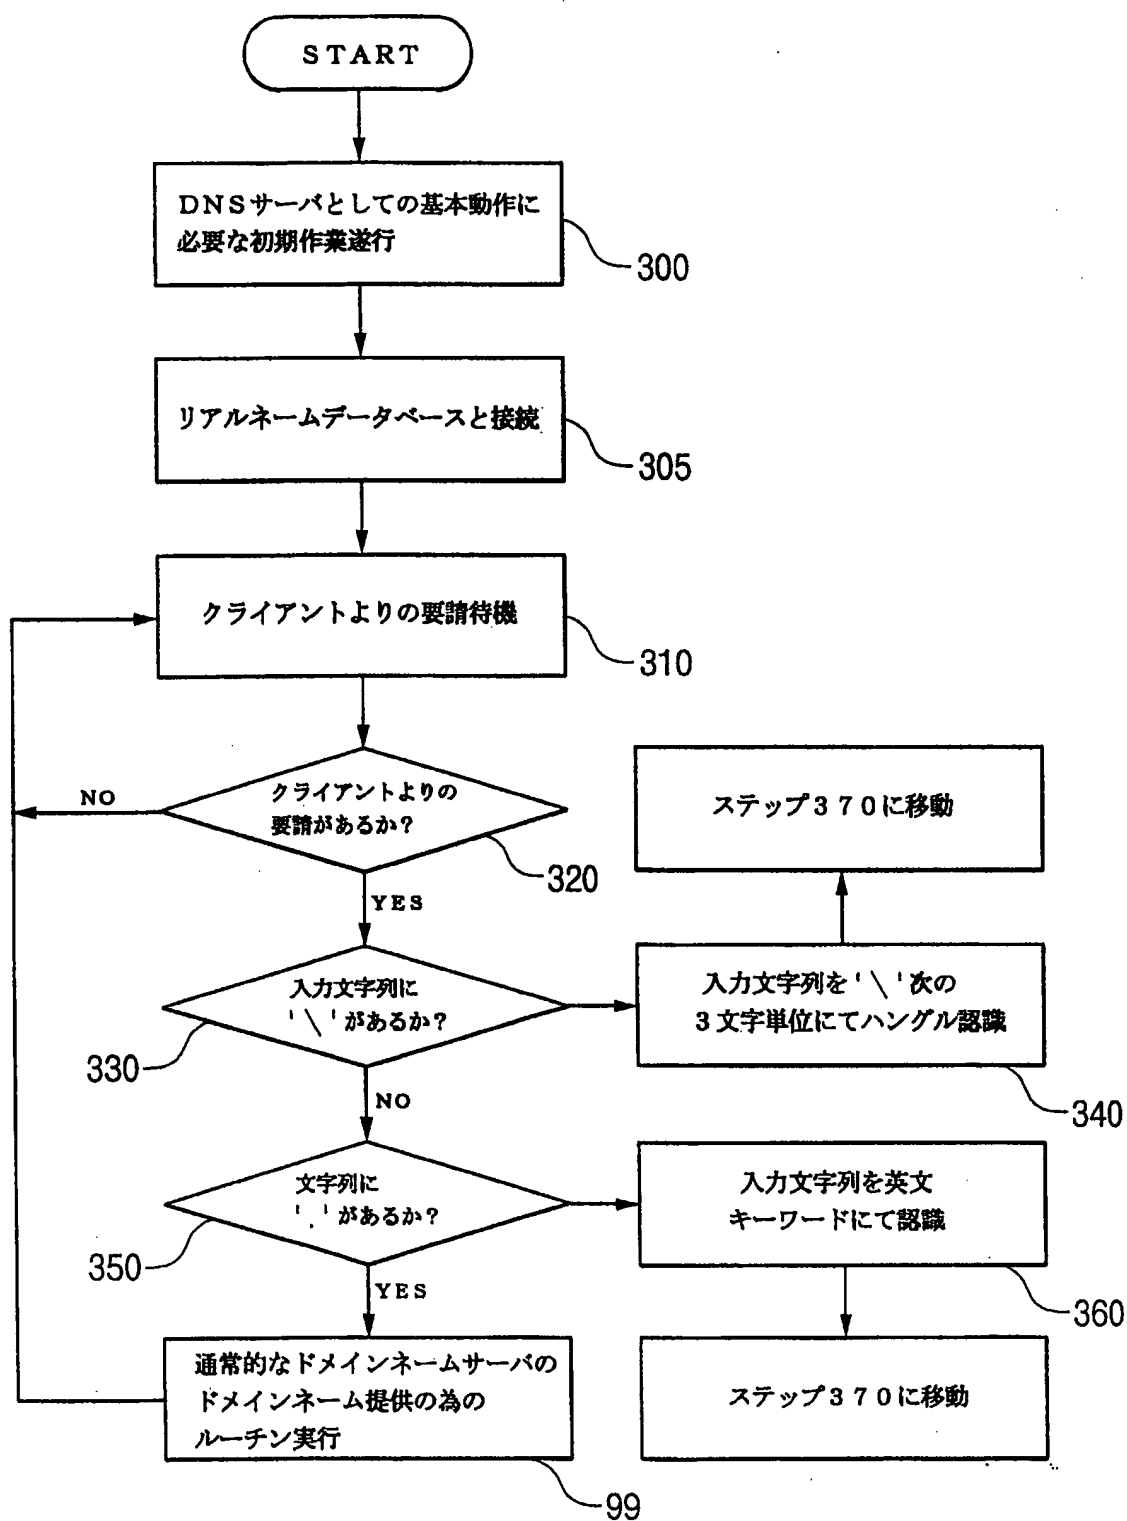 START
DNSサーバとしての基本動作に
必要な初期作業遂行
300
リアルネームデータベースと接続
305
クライアントよりの要請待機
310
クライアントよりの
要請があるか?
NO
320
YES
ステップ370に移動
入力文字列に
'\'があるか?
330
入力文字列を'\'次の
3文字単位にてハングル認識
340
NO
文字列に
'.'があるか?
350
入力文字列を英文
キーワードにて認識
360
YES
通常的なドメインネームサーバの
ドメインネーム提供の為の
ルーチン実行
99
ステップ370に移動